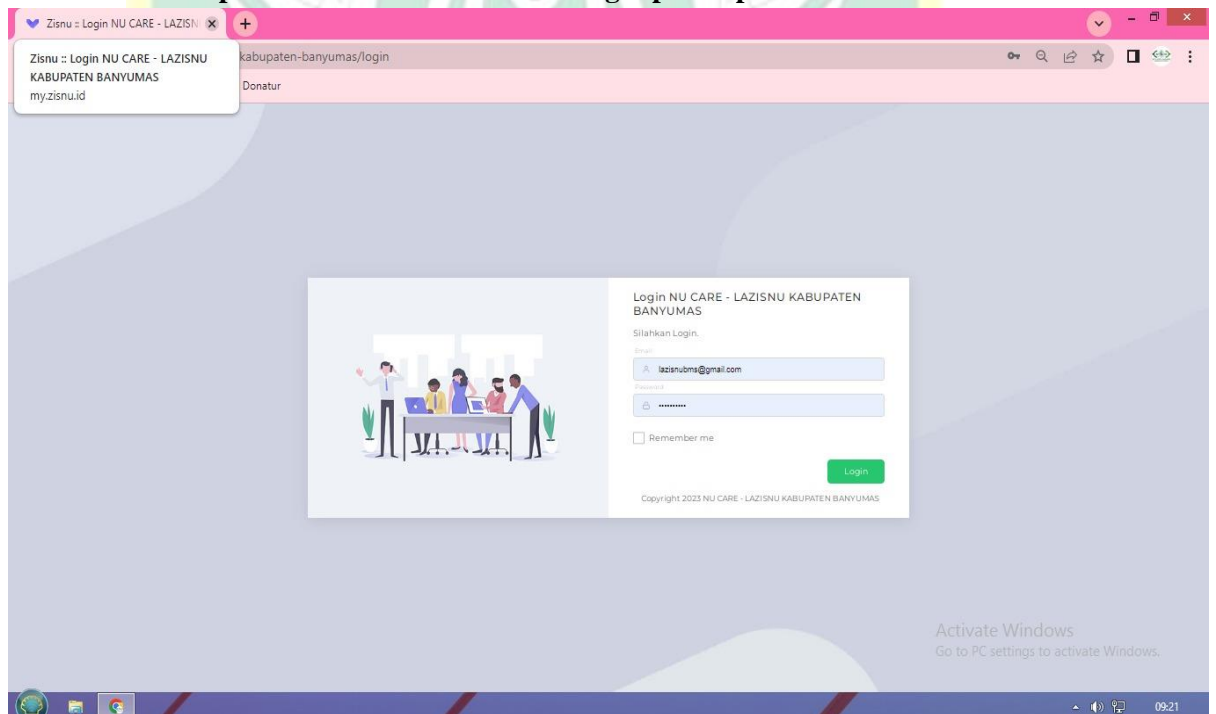 Zisnu :: Login NU CARE - LAZISN
Zisnu :: Login NU CARE - LAZISNU
KABUPATEN BANYUMAS
my.zisnu.id
kabupaten-banyumas/login
Donatur
Login NU CARE - LAZISNU KABUPATEN
BANYUMAS
Silahkan Login.
Email
lazisnubms@gmail.com
Password
Remember me
Login
Copyright 2023 NU CARE - LAZISNU KABUPATEN BANYUMAS
Activate Windows
Go to PC settings to activate Windows.
09:21